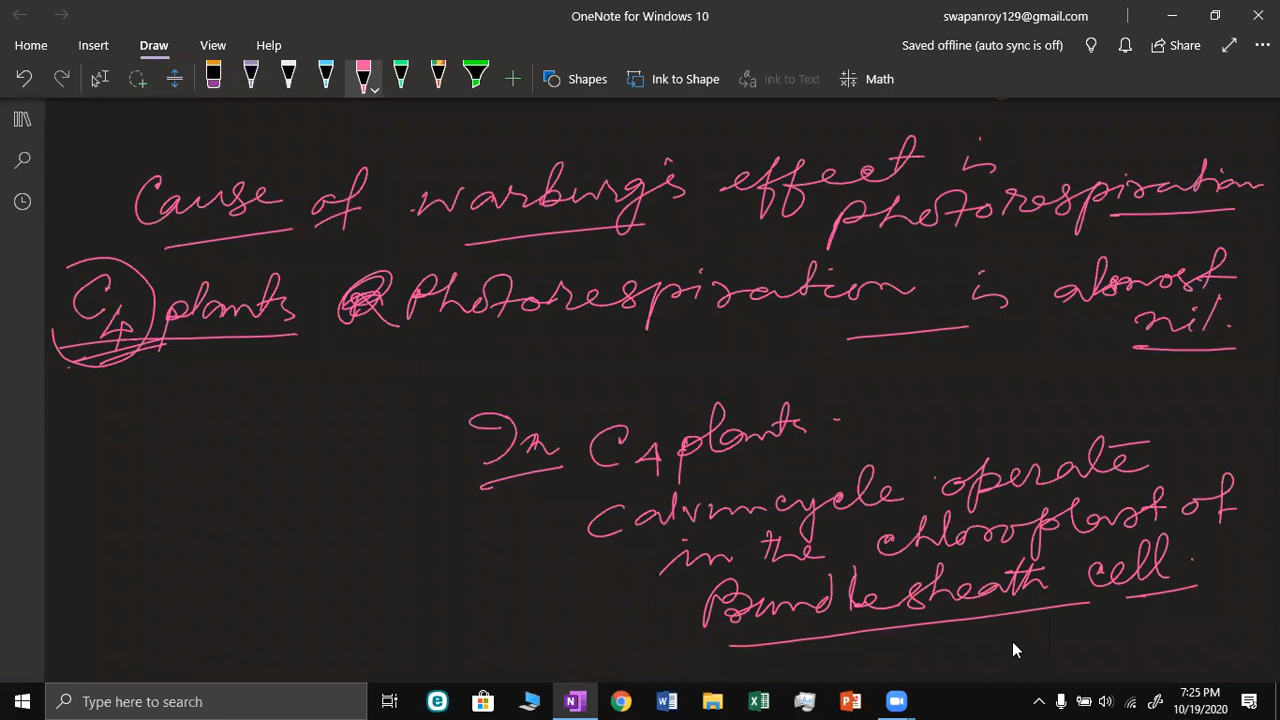 OneNote for Windows 10
swapanroy129@gmail.com
Home Insert Draw View Help
Saved offline (auto sync is off)
Share
Shapes
Ink to Shape
Ink to Text
Math
Cause of warburg's effect is
photorespiration
C4 plants Photorespiration is almost
nil.
In C4 plants
Calvin cycle operate
in the chloroplast of
Bundle sheath cell.
Type here to search
7:25 PM
10/19/2020